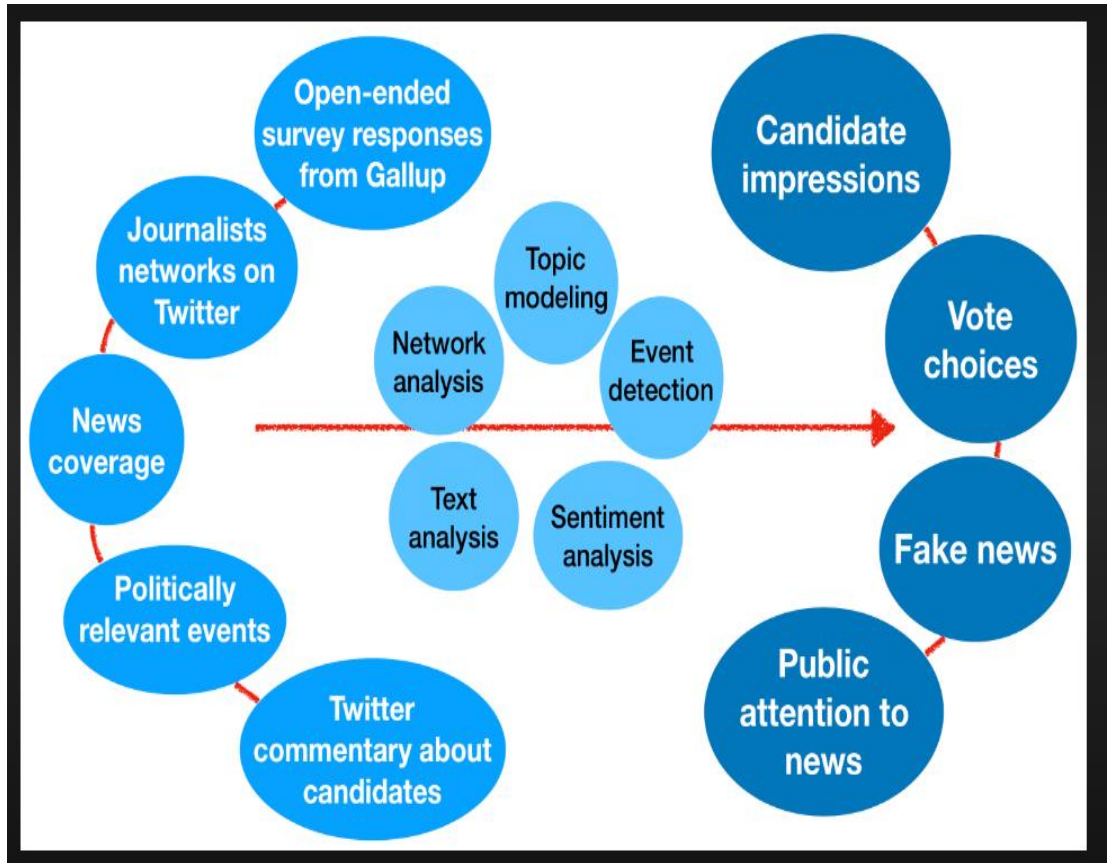 Open-ended
survey responses
from Gallup
Journalists
networks on
Twitter
News
coverage
Politically
relevant events
Twitter
commentary about
candidates
Topic
modeling
Network
analysis
Event
detection
Text
analysis
Sentiment
analysis
Candidate
impressions
Vote
choices
Fake news
Public
attention to
news